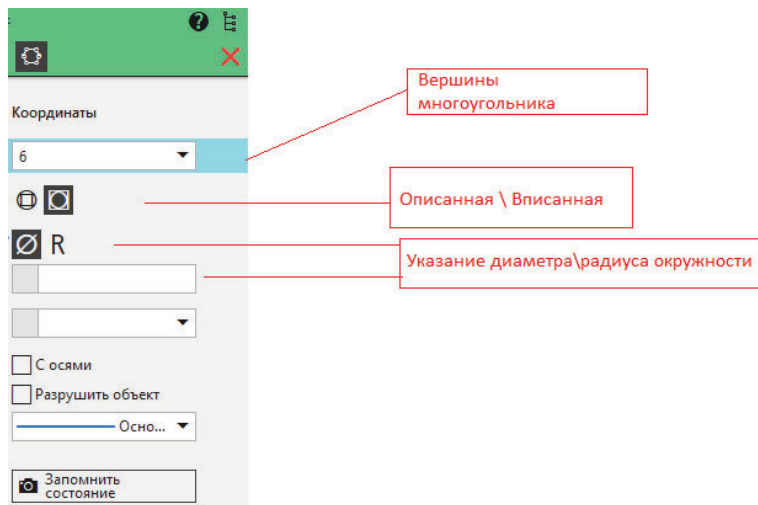 ?
Вершины
многоугольника
Координаты
6
Описанная \ Вписанная
Ø R
Указание диаметра\радиуса окружности
С осями
Разрушить объект
Осно...
Запомнить
состояние